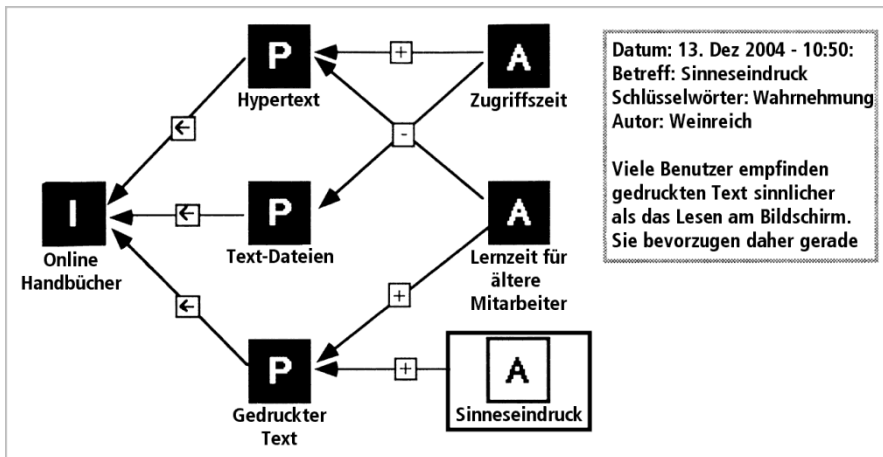 P
Hypertext
+
A
Zugriffszeit
←
-
I
Online
Handbücher
←
P
Text-Dateien
A
Lernzeit für
ältere
Mitarbeiter
←
+
P
Gedruckter
Text
+
A
Sinneseindruck
Datum: 13. Dez 2004 - 10:50:
Betreff: Sinneseindruck
Schlüsselwörter: Wahrnehmung
Autor: Weinreich
Viele Benutzer empfinden
gedruckten Text sinnlicher
als das Lesen am Bildschirm.
Sie bevorzugen daher gerade